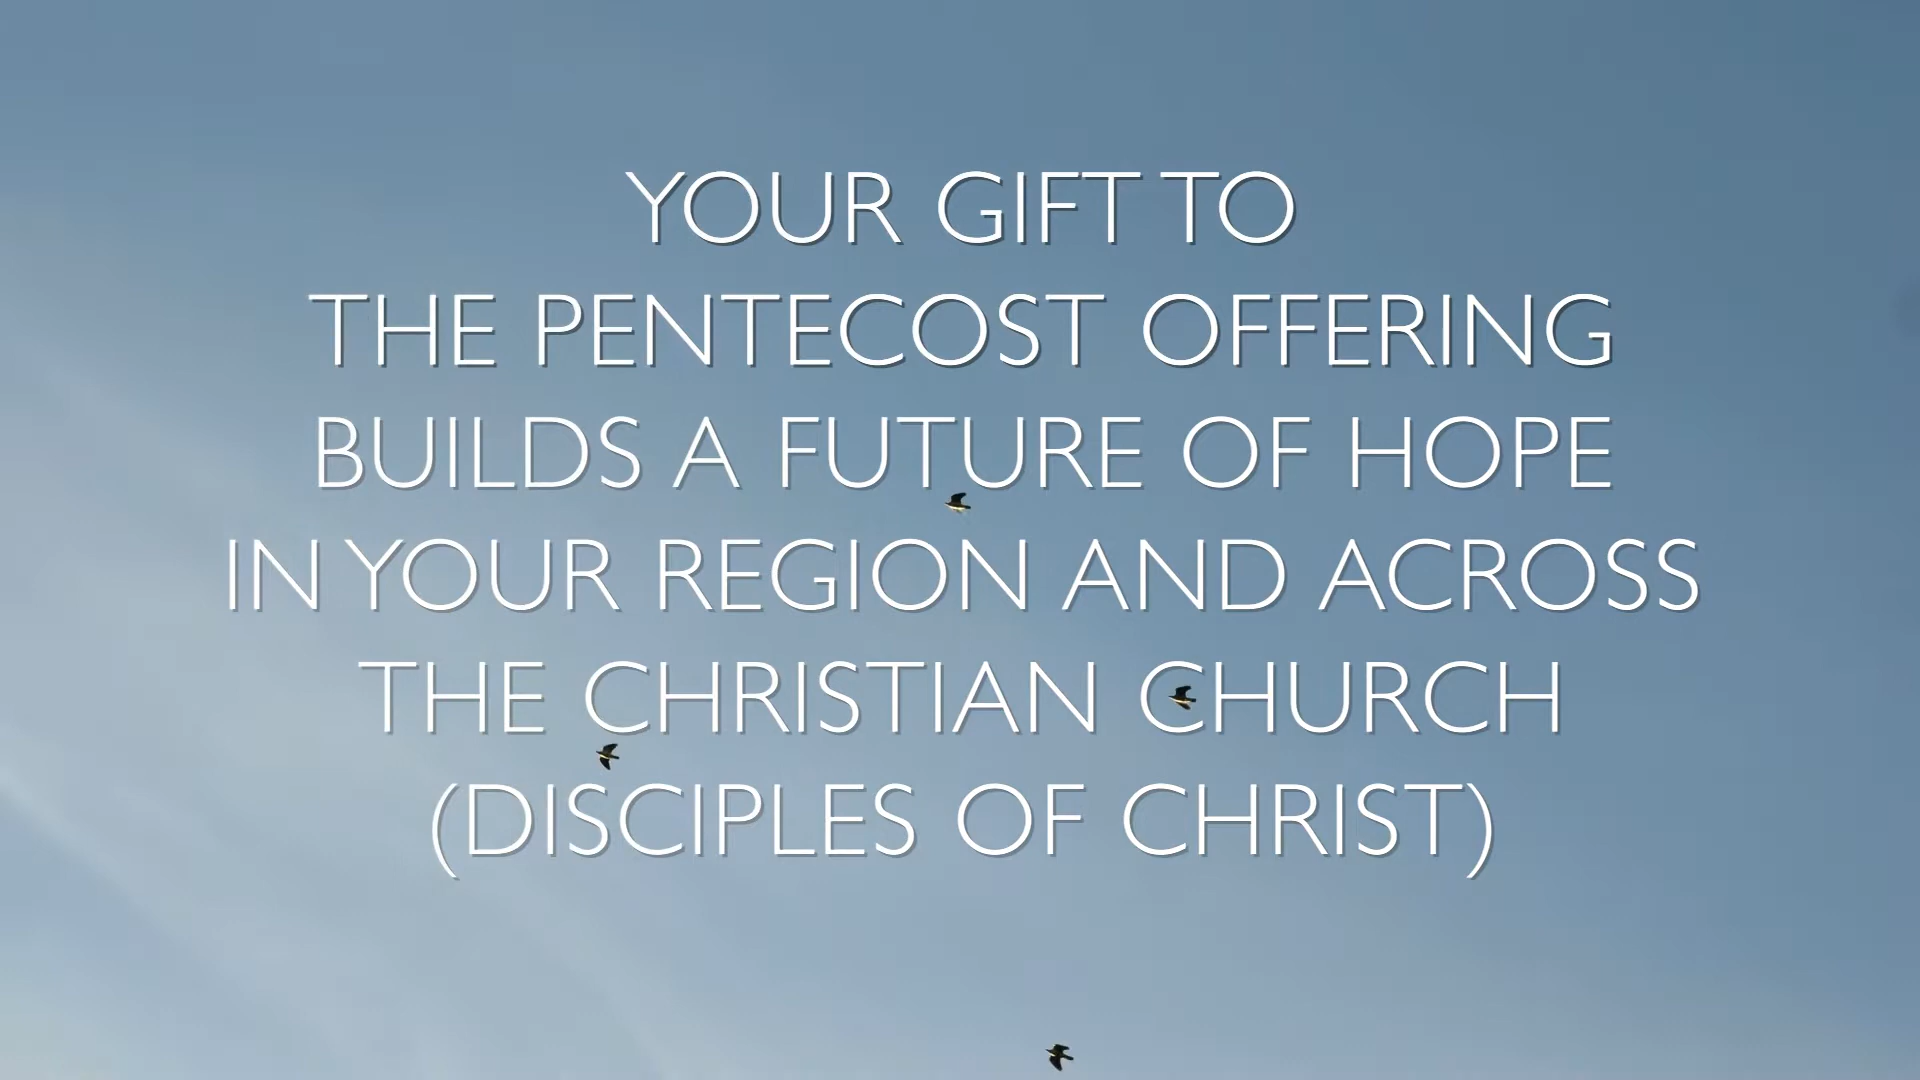 YOUR GIFT TO
THE PENTECOST OFFERING
BUILDS A FUTURE OF HOPE
IN YOUR REGION AND ACROSS
THE CHRISTIAN CHURCH
(DISCIPLES OF CHRIST)